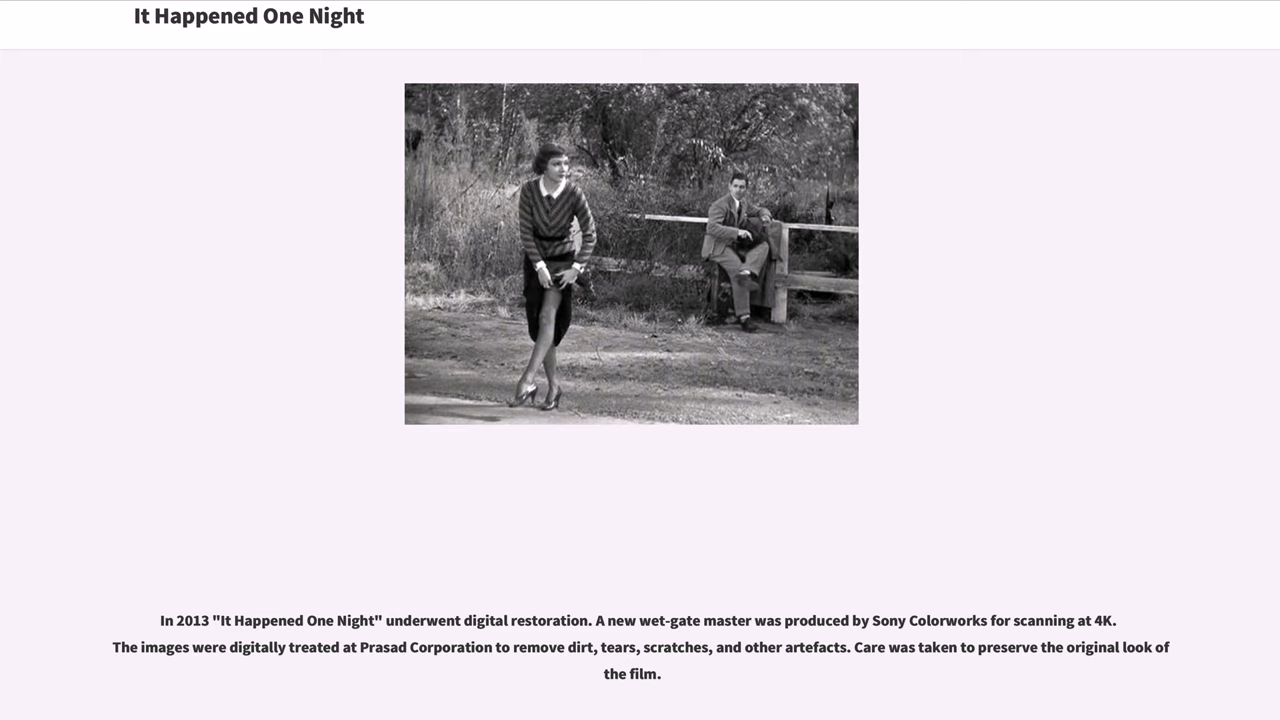 It Happened One Night
In 2013 "It Happened One Night" underwent digital restoration. A new wet-gate master was produced by Sony Colorworks for scanning at 4K.
The images were digitally treated at Prasad Corporation to remove dirt, tears, scratches, and other artefacts. Care was taken to preserve the original look of
the film.